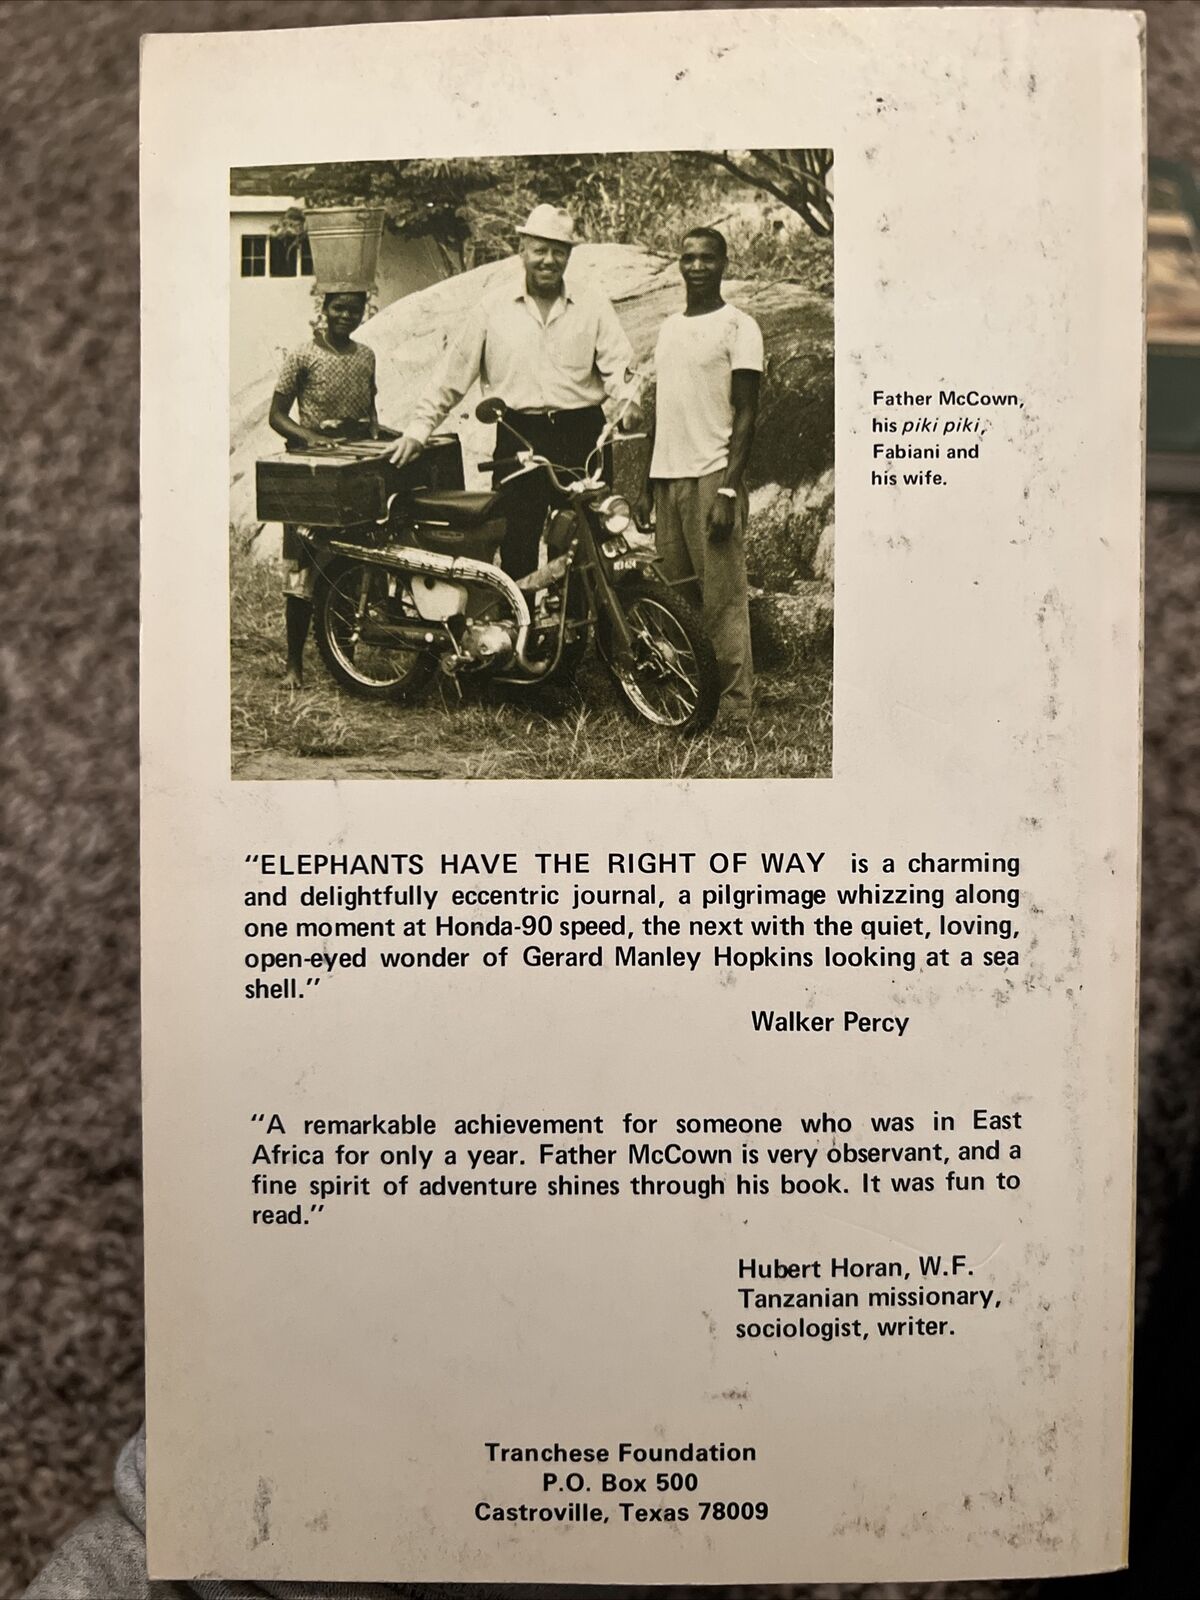 Father McCown,
his piki piki,
Fabiani and
his wife.
"ELEPHANTS HAVE THE RIGHT OF WAY is a charming
and delightfully eccentric journal, a pilgrimage whizzing along
one moment at Honda-90 speed, the next with the quiet, loving,
open-eyed wonder of Gerard Manley Hopkins looking at a sea
shell."
Walker Percy
"A remarkable achievement for someone who was in East
Africa for only a year. Father McCown is very observant, and a
fine spirit of adventure shines through his book. It was fun to
read."
Hubert Horan, W.F.
Tanzanian missionary,
sociologist, writer.
Tranchese Foundation
P.O. Box 500
Castroville, Texas 78009